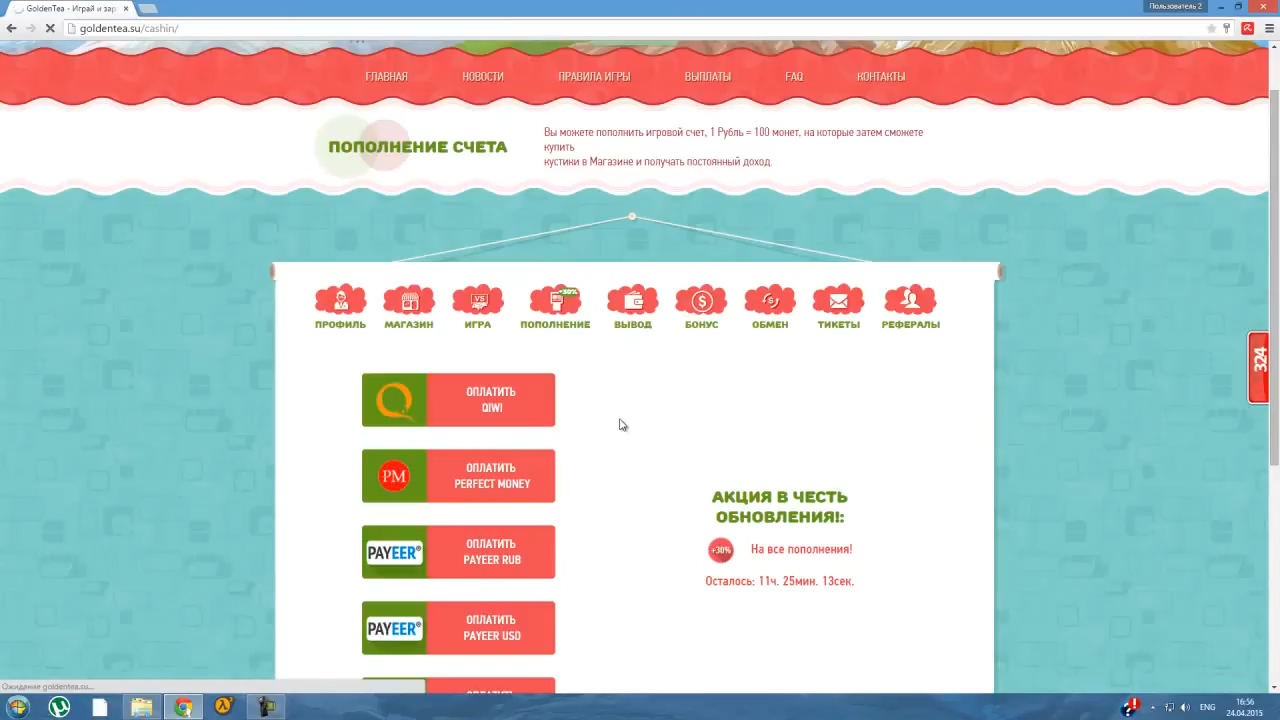 GoldenTea - Играй и зар
Пользователь 2
goldentea.su/cashin/
ГЛАВНАЯ
НОВОСТИ
ПРАВИЛА ИГРЫ
ВЫПЛАТЫ
FAQ
КОНТАКТЫ
ПОПОЛНЕНИЕ СЧЕТА
Вы можете пополнить игровой счет, 1 Рубль = 100 монет, на которые затем сможете
купить
кустики в Магазине и получать постоянный доход.
VS
+30%
$
ПРОФИЛЬ
МАГАЗИН
ИГРА
ПОПОЛНЕНИЕ
ВЫВОД
БОНУС
ОБМЕН
ТИКЕТЫ
РЕФЕРАЛЫ
324
ОПЛАТИТЬ
QIWI
PM
ОПЛАТИТЬ
PERFECT MONEY
PAYEER®
ОПЛАТИТЬ
PAYEER RUB
PAYEER®
ОПЛАТИТЬ
PAYEER USD
ОПЛАТИТЬ
АКЦИЯ В ЧЕСТЬ
ОБНОВЛЕНИЯ!:
+30%
На все пополнения!
Осталось: 11ч. 25мин. 13сек.
Ожидание goldentea.su...
ENG
16:56
24.04.2015